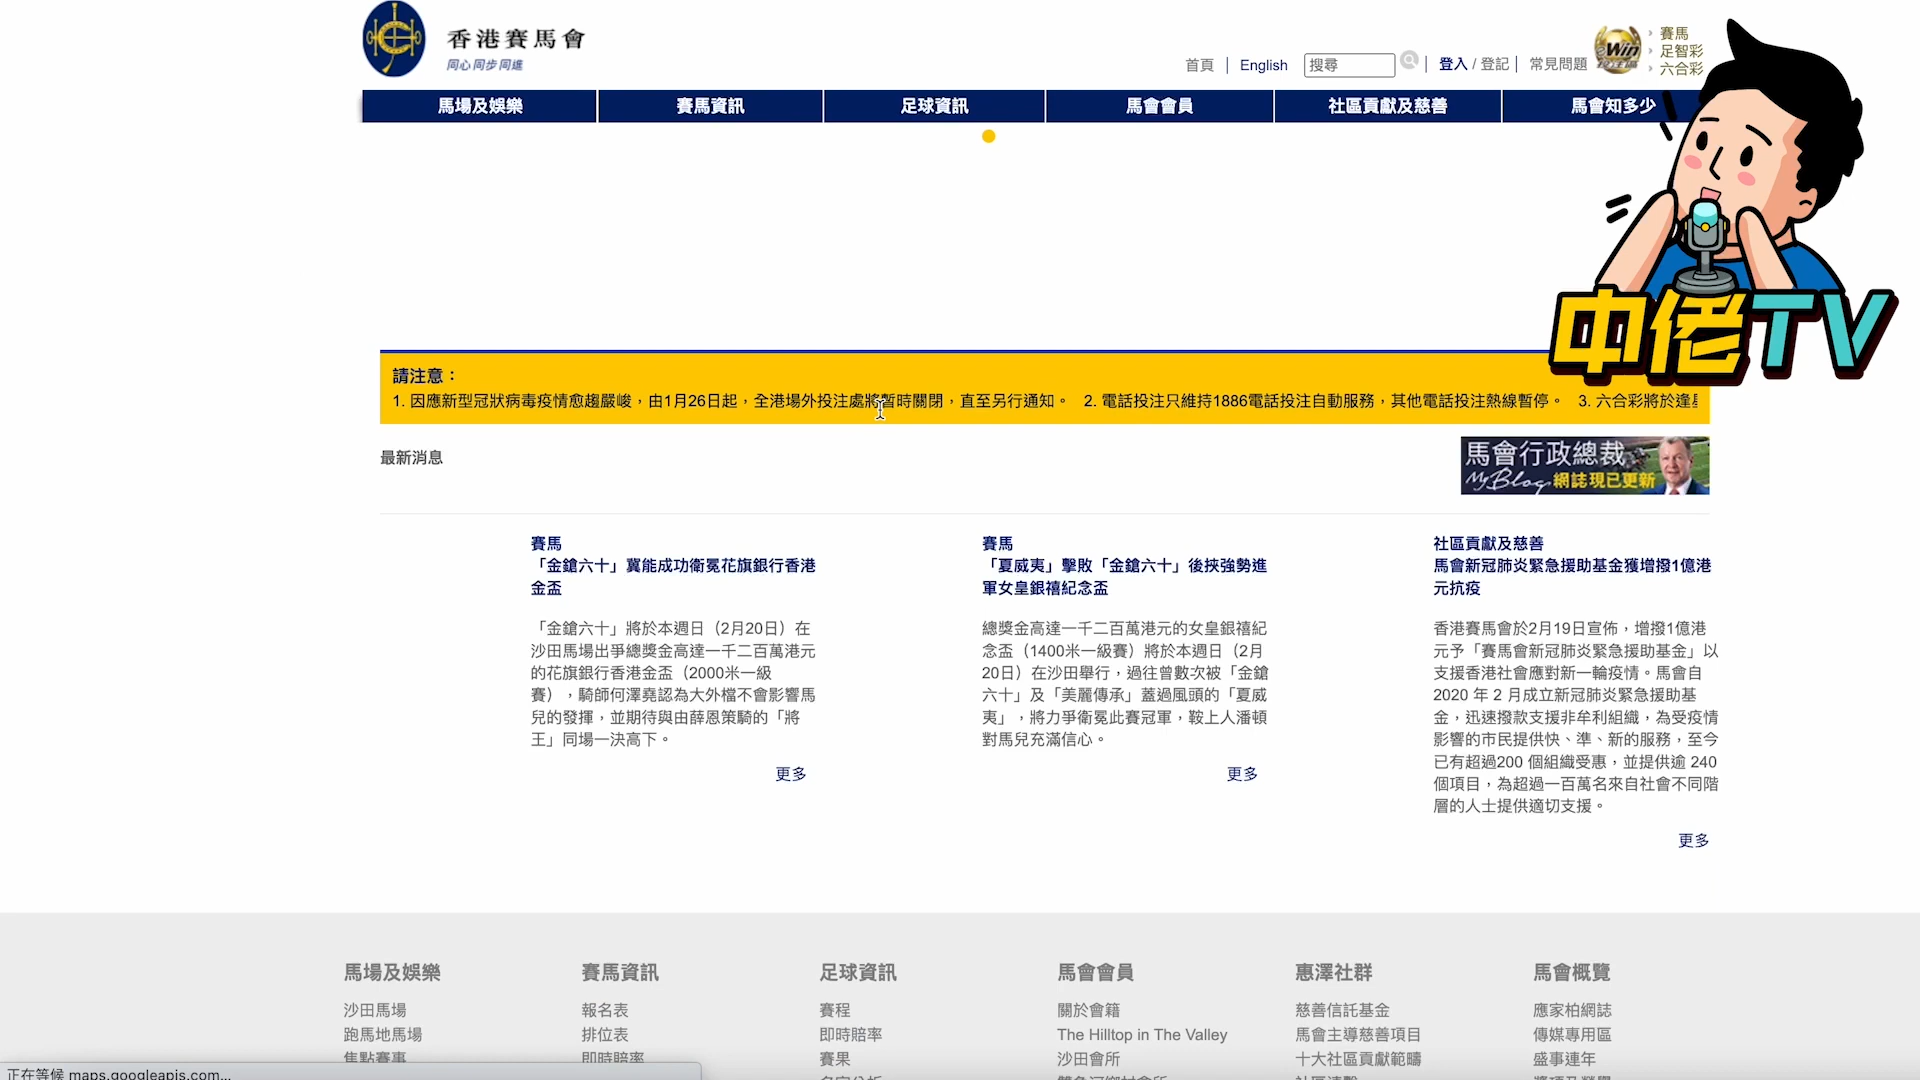 香港賽馬會
同心同步同進
首頁 | English 搜尋 | 登入 / 登記 | 常見問題
Win
賽馬
足智彩
六合彩
馬場及娛樂 賽馬資訊 足球資訊 馬會會員 社區貢獻及慈善 馬會知多少
中佬TV
請注意：
1. 因應新型冠狀病毒疫情愈趨嚴峻，由1月26日起，全港場外投注處將暫時關閉，直至另行通知。 2. 電話投注只維持1886電話投注自動服務，其他電話投注熱線暫停。 3. 六合彩將於逢星
最新消息
馬會行政總裁
My Blog 網誌現已更新
賽馬
「金鎗六十」冀能成功衛冕花旗銀行香港
金盃
「金鎗六十」將於本週日（2月20日）在
沙田馬場出爭總獎金高達一千二百萬港元
的花旗銀行香港金盃（2000米一級
賽），騎師何澤堯認為大外檔不會影響馬
兒的發揮，並期待與由薛恩策騎的「將
王」同場一決高下。
更多
賽馬
「夏威夷」擊敗「金鎗六十」後挾強勢進
軍女皇銀禧紀念盃
總獎金高達一千二百萬港元的女皇銀禧紀
念盃（1400米一級賽）將於本週日（2月
20日）在沙田舉行，過往曾數次被「金鎗
六十」及「美麗傳承」蓋過風頭的「夏威
夷」，將力爭衛冕此賽冠軍，鞍上人潘頓
對馬兒充滿信心。
更多
社區貢獻及慈善
馬會新冠肺炎緊急援助基金獲增撥1億港
元抗疫
香港賽馬會於2月19日宣佈，增撥1億港
元予「賽馬會新冠肺炎緊急援助基金」以
支援香港社會應對新一輪疫情。馬會自
2020 年 2 月成立新冠肺炎緊急援助基
金，迅速撥款支援非牟利組織，為受疫情
影響的市民提供快、準、新的服務，至今
已有超過200 個組織受惠，並提供逾 240
個項目，為超過一百萬名來自社會不同階
層的人士提供適切支援。
更多
馬場及娛樂 賽馬資訊 足球資訊 馬會會員 惠澤社群 馬會概覽
沙田馬場 報名表 賽程 關於會籍 慈善信託基金 應家柏網誌
跑馬地馬場 排位表 即時賠率 The Hilltop in The Valley 馬會主導慈善項目 傳媒專用區
焦點賽事 即時賠率 賽果 沙田會所 十大社區貢獻範疇 盛事連年
正在等候 maps.googleapis.com...